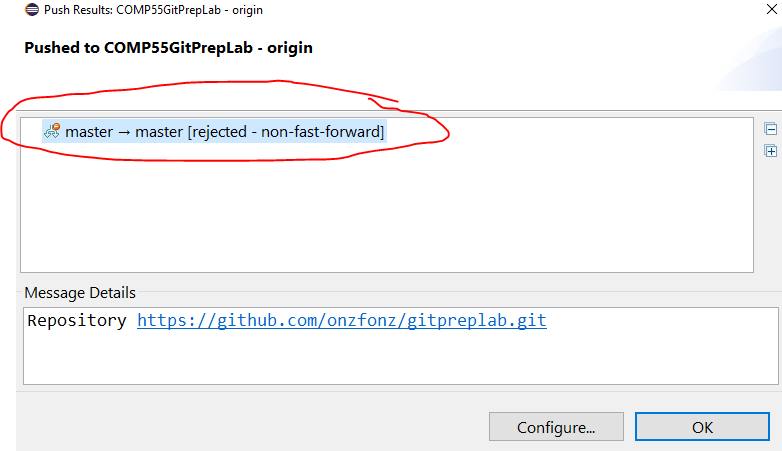 Push Results: COMP55GitPrepLab - origin
Pushed to COMP55GitPrepLab - origin
master → master [rejected - non-fast-forward]
Message Details
Repository https://github.com/onzfonz/gitpreplab.git
Configure...
OK